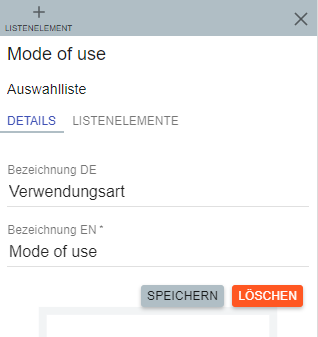 +
LISTENELEMENT
Mode of use
Auswahlliste
DETAILS LISTENELEMENTE
Bezeichnung DE
Verwendungsart
Bezeichnung EN *
Mode of use
SPEICHERN LÖSCHEN